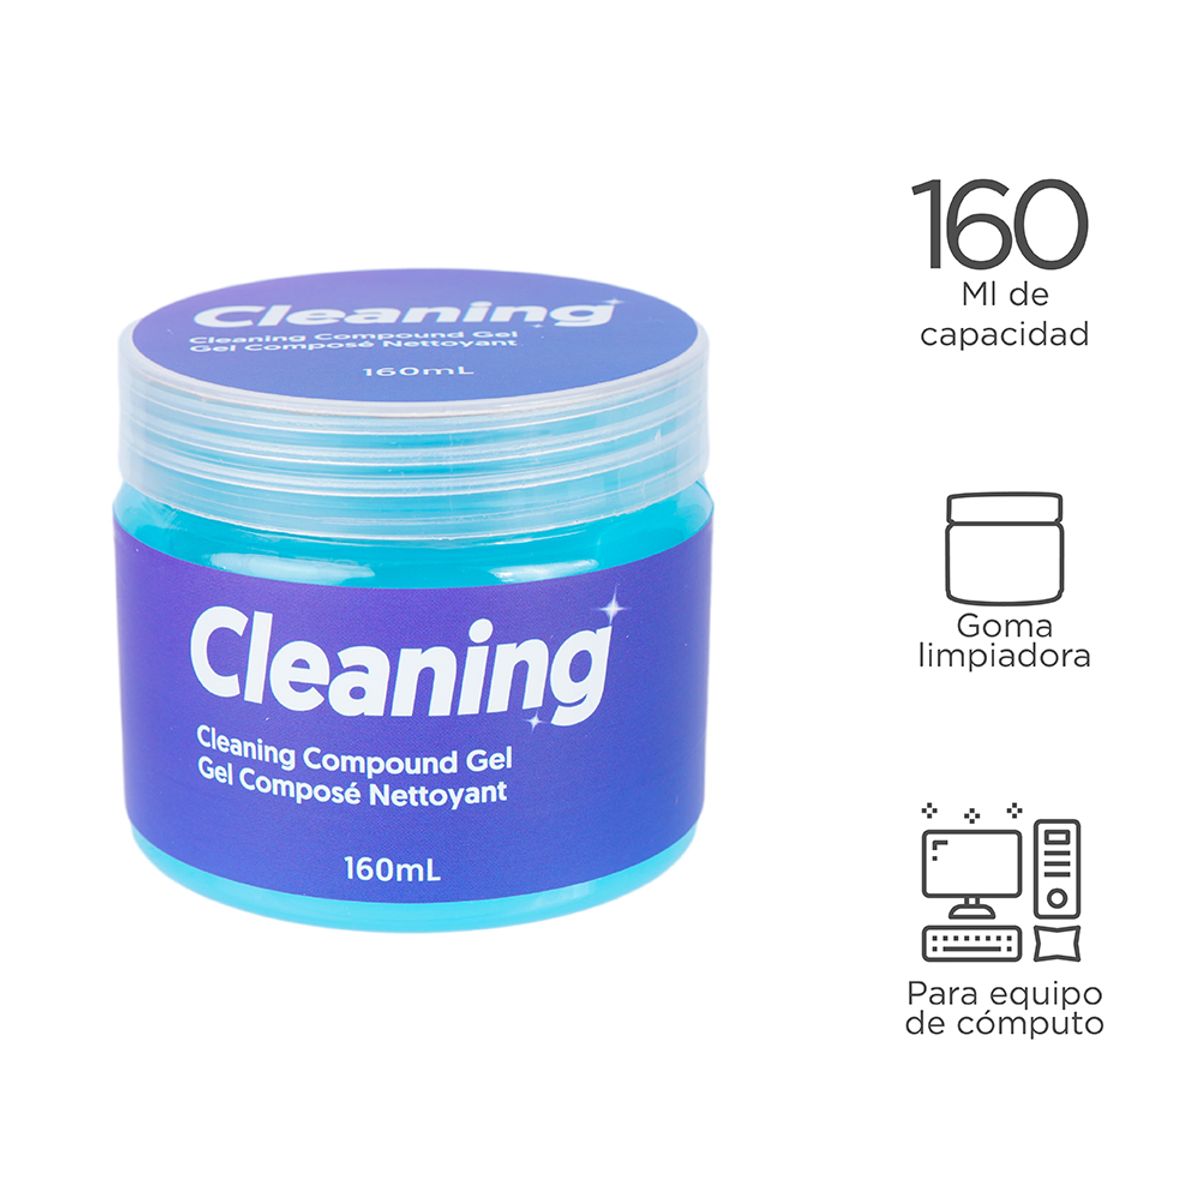 Cleaning
Cleaning Compound Gel
Gel Composé Nettoyant
160mL
Cleaning
Cleaning Compound Gel
Gel Composé Nettoyant
160mL
160
Ml de
capacidad
Goma
limpiadora
Para equipo
de cómputo